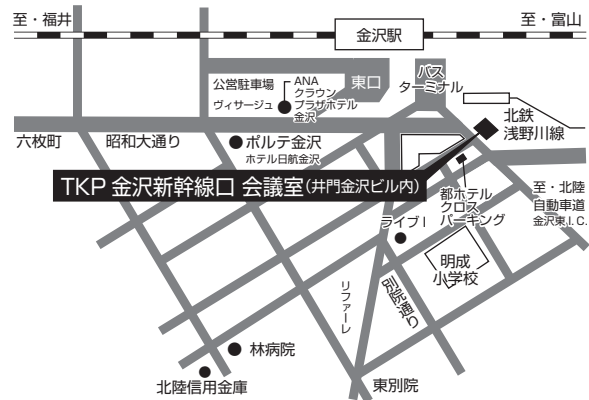 至・福井
金沢駅
至・富山
公営駐車場
ヴィサージュ
ANA
クラウン
プラザホテル
金沢
東口
バス
ターミナル
北鉄
浅野川線
六枚町
昭和大通り
ポルテ金沢
ホテル日航金沢
TKP 金沢新幹線口 会議室(井門金沢ビル内)
都ホテル
クロス
パーキング
至・北陸
自動車道
金沢東I.C.
ライブ1
明成
小学校
リファーレ
別院通り
林病院
北陸信用金庫
東別院